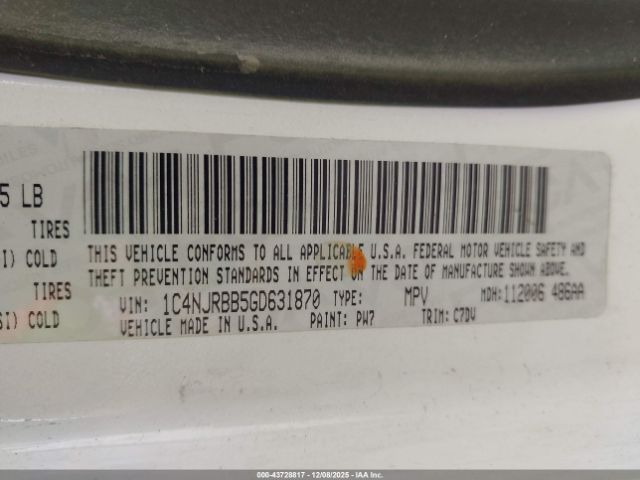 5 LB
TIRES
SI) COLD
TIRES
SI) COLD
THIS VEHICLE CONFORMS TO ALL APPLICABLE U.S.A. FEDERAL MOTOR VEHICLE SAFETY AND
THEFT PREVENTION STANDARDS IN EFFECT ON THE DATE OF MANUFACTURE SHOWN ABOVE.
VIN: 1C4NJRBB5GD631870 TYPE: MPV MDH: 112006 486AA
VEHICLE MADE IN U.S.A. PAINT: PW7 TRIM: C7DV
000-43728817 - 12/08/2025 - IAA Inc.